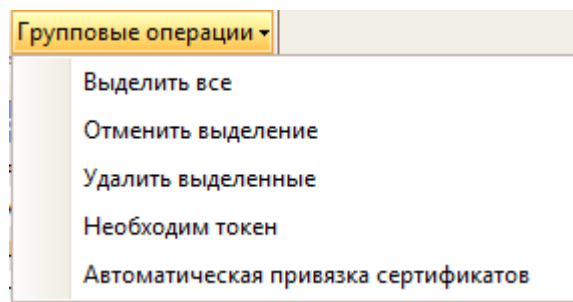 Групповые операции
Выделить все
Отменить выделение
Удалить выделенные
Необходим токен
Автоматическая привязка сертификатов